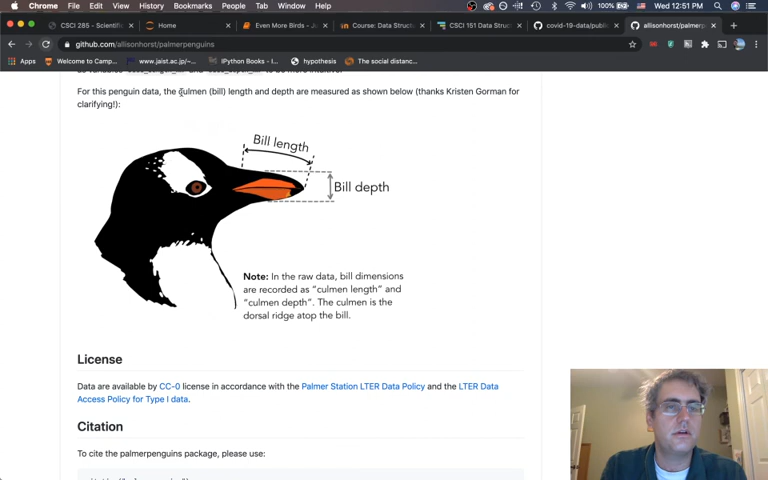 Chrome File Edit View History Bookmarks People Tab Window Help
100% Wed 12:51 PM
CSCI 285 - Scientifi
Home
Even More Birds - J
Course: Data Struct
CSCI 151 Data Struc
covid-19-data/public
allisonhorst/palmerp
github.com/allisonhorst/palmerpenguins
Apps
Welcome to Camp...
www.jaist.ac.jp/~...
IPython Books - I...
hypothesis
The social distanc...
For this penguin data, the culmen (bill) length and depth are measured as shown below (thanks Kristen Gorman for
clarifying!):
Bill length
Bill depth
Note: In the raw data, bill dimensions
are recorded as “culmen length” and
“culmen depth”. The culmen is the
dorsal ridge atop the bill.
License
Data are available by CC-0 license in accordance with the Palmer Station LTER Data Policy and the LTER Data
Access Policy for Type I data.
Citation
To cite the palmerpenguins package, please use: